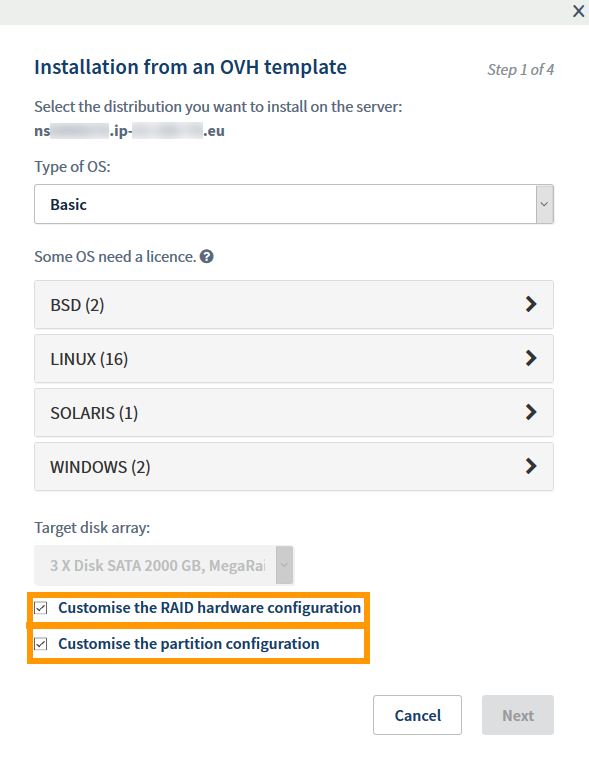 Installation from an OVH template
Step 1 of 4
Select the distribution you want to install on the server:
ns .ip- .eu
Type of OS:
Basic
Some OS need a licence. ?
BSD (2)
LINUX (16)
SOLARIS (1)
WINDOWS (2)
Target disk array:
3 X Disk SATA 2000 GB, MegaRai
Customise the RAID hardware configuration
Customise the partition configuration
Cancel
Next